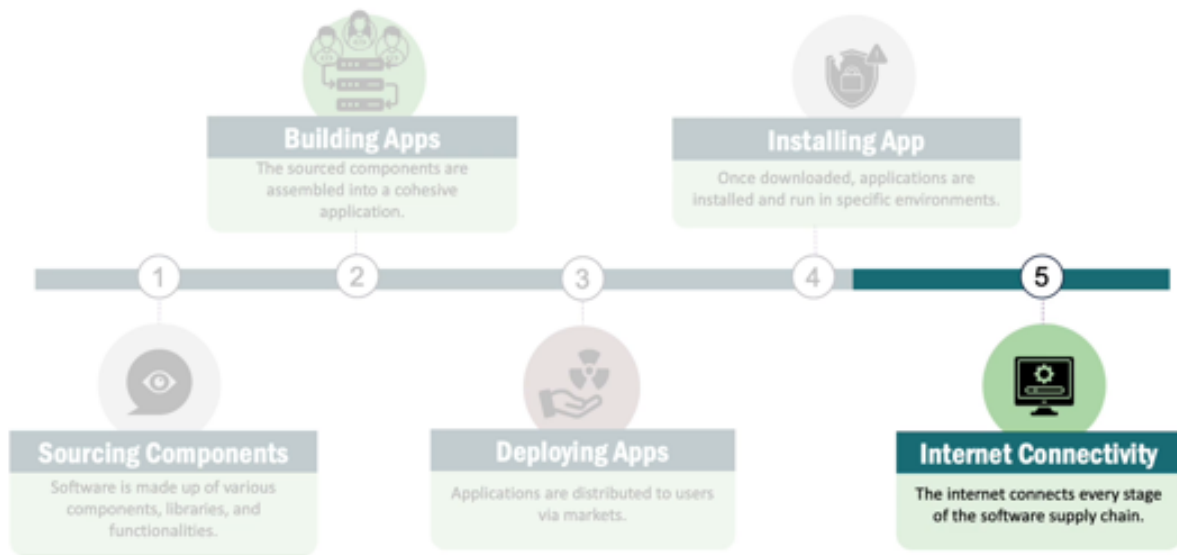 Building Apps
The sourced components are
assembled into a cohesive
application.
Installing App
Once downloaded, applications are
installed and run in specific environments.
1
2
3
4
5
Sourcing Components
Software is made up of various
components, libraries, and
functionalities.
Deploying Apps
Applications are distributed to users
via markets.
Internet Connectivity
The internet connects every stage
of the software supply chain.